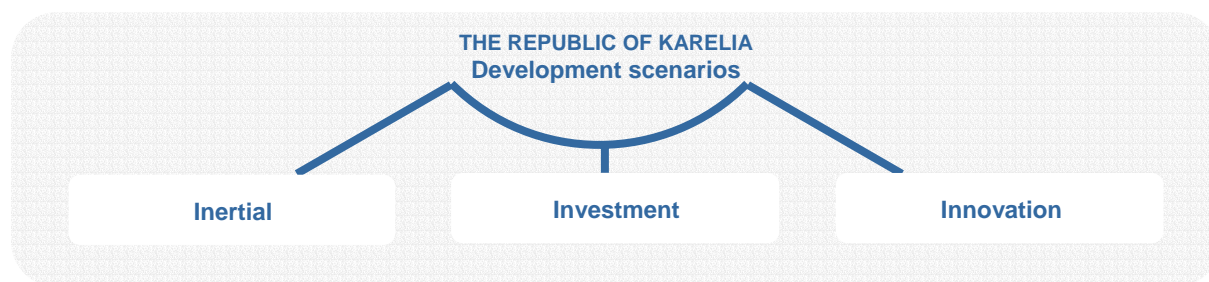 THE REPUBLIC OF KARELIA
Development scenarios
Inertial
Investment
Innovation